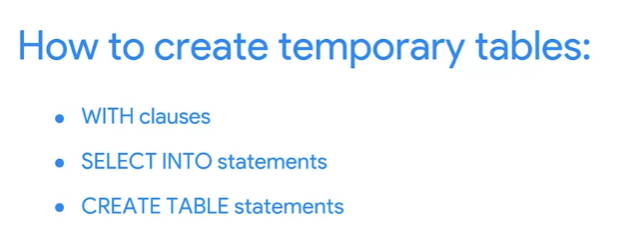 How to create temporary tables:
• WITH clauses
• SELECT INTO statements
• CREATE TABLE statements